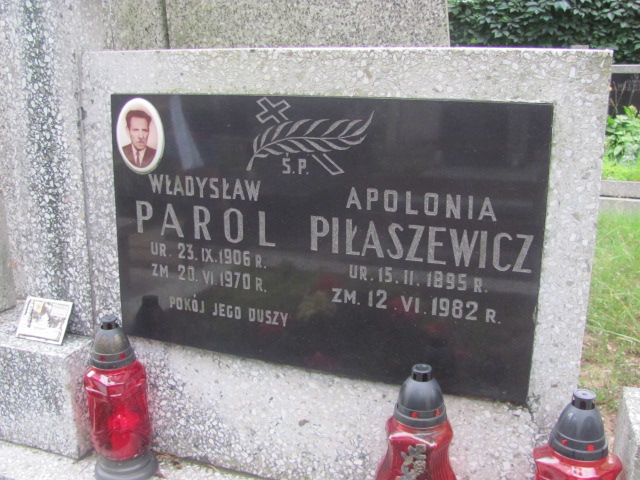 Ś.P.
WŁADYSŁAW
PAROL
UR. 23.IX.1906 R.
ZM. 20.VI.1970 R.
POKÓJ JEGO DUSZY
APOLONIA
PIŁASZEWICZ
UR. 15.II.1895 R.
ZM. 12 VI.1982 R.